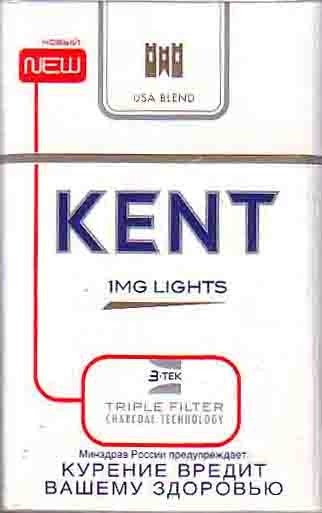 новый
NEW
USA BLEND
KENT
1MG LIGHTS
3-TEK
TRIPLE FILTER
CHARCOAL TECHNOLOGY
Минздрав России предупреждает:
КУРЕНИЕ ВРЕДИТ
ВАШЕМУ ЗДОРОВЬЮ